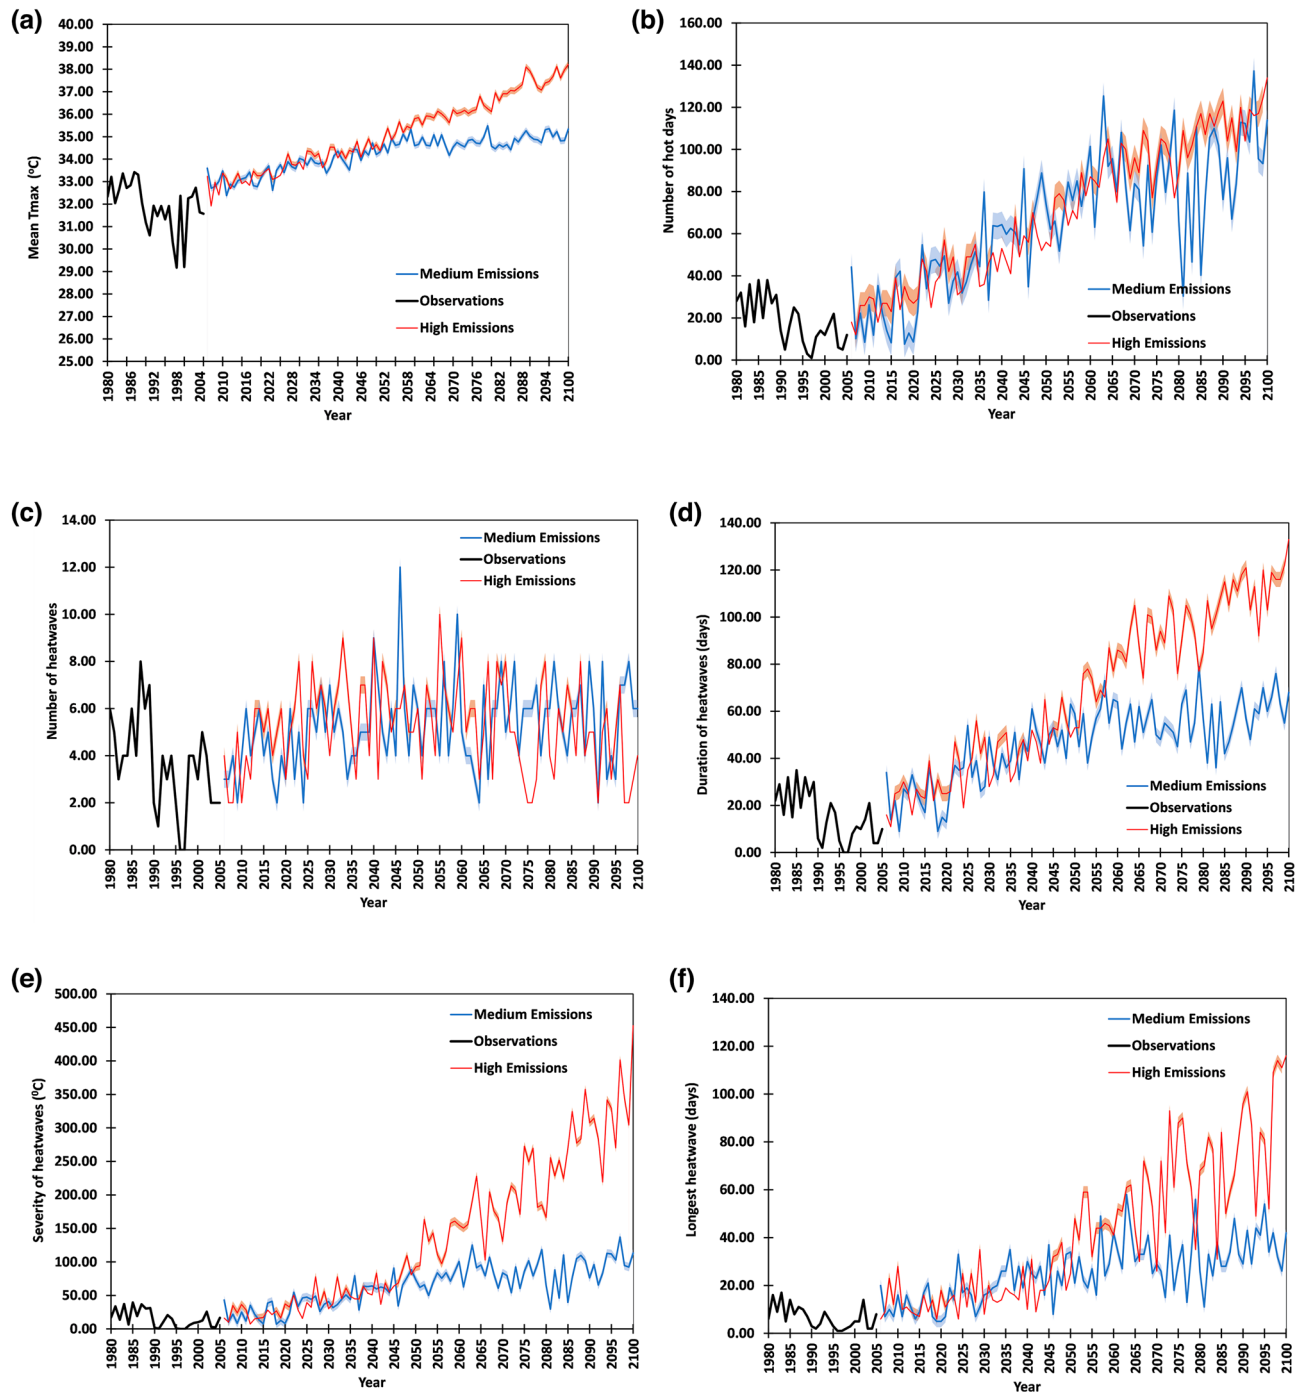 (a)
40.00
39.00
38.00
37.00
36.00
35.00
34.00
33.00
32.00
31.00
30.00
29.00
28.00
27.00
26.00
25.00
Mean Tmax (⁰C)
Medium Emissions
Observations
High Emissions
1980 1986 1992 1998 2004 2010 2016 2022 2028 2034 2040 2046 2052 2058 2064 2070 2076 2082 2088 2094 2100
Year
(b)
160.00
140.00
120.00
100.00
80.00
60.00
40.00
20.00
0.00
Number of hot days
Medium Emissions
Observations
High Emissions
1980 1985 1990 1995 2000 2005 2010 2015 2020 2025 2030 2035 2040 2045 2050 2055 2060 2065 2070 2075 2080 2085 2090 2095 2100
Year
(c)
14.00
12.00
10.00
8.00
6.00
4.00
2.00
0.00
Number of heatwaves
Medium Emissions
Observations
High Emissions
1980 1985 1990 1995 2000 2005 2010 2015 2020 2025 2030 2035 2040 2045 2050 2055 2060 2065 2070 2075 2080 2085 2090 2095 2100
Year
(d)
140.00
120.00
100.00
80.00
60.00
40.00
20.00
0.00
Duration of heatwaves (days)
Medium Emissions
Observations
High Emissions
1980 1985 1990 1995 2000 2005 2010 2015 2020 2025 2030 2035 2040 2045 2050 2055 2060 2065 2070 2075 2080 2085 2090 2095 2100
Year
(e)
500.00
450.00
400.00
350.00
300.00
250.00
200.00
150.00
100.00
50.00
0.00
Severity of heatwaves (⁰C)
Medium Emissions
Observations
High Emissions
1980 1985 1990 1995 2000 2005 2010 2015 2020 2025 2030 2035 2040 2045 2050 2055 2060 2065 2070 2075 2080 2085 2090 2095 2100
Year
(f)
140.00
120.00
100.00
80.00
60.00
40.00
20.00
0.00
Longest heatwave (days)
Medium Emissions
Observations
High Emissions
1980 1985 1990 1995 2000 2005 2010 2015 2020 2025 2030 2035 2040 2045 2050 2055 2060 2065 2070 2075 2080 2085 2090 2095 2100
Year